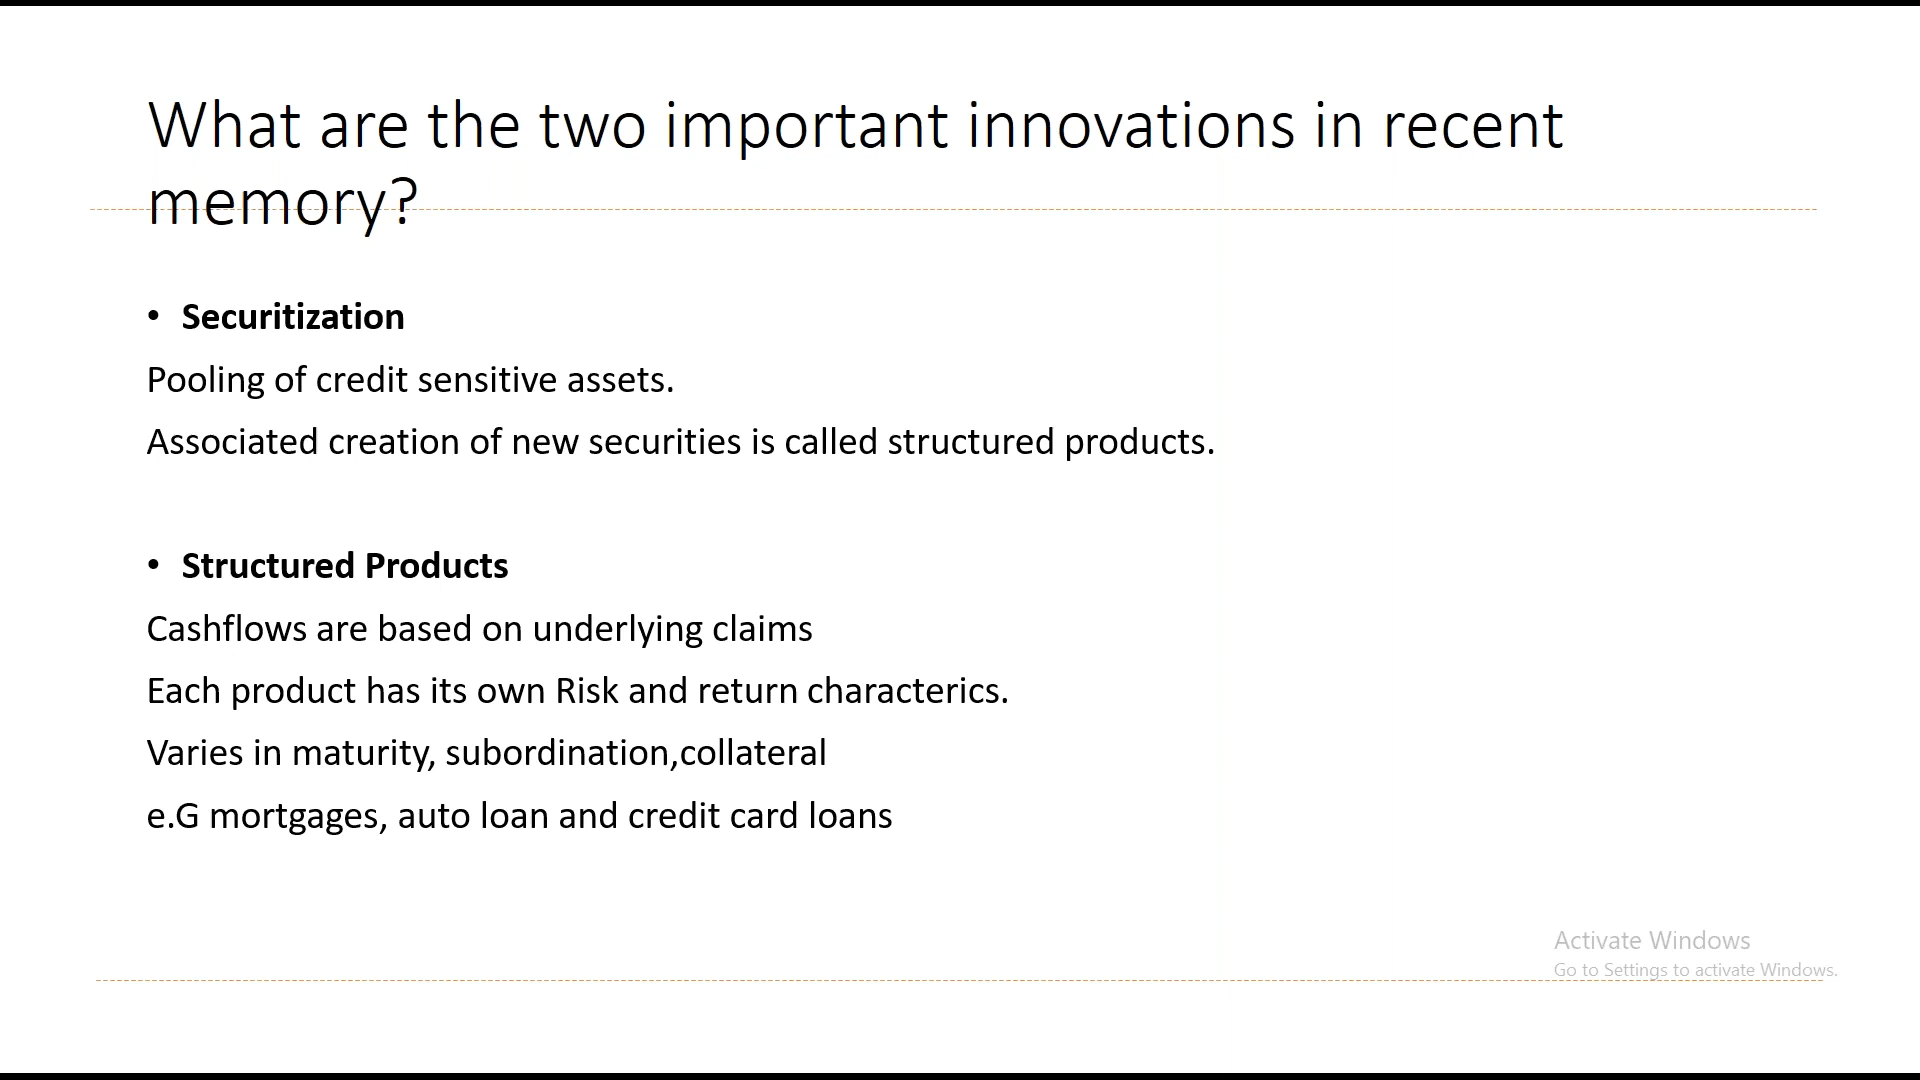 What are the two important innovations in recent
memory?
• Securitization
Pooling of credit sensitive assets.
Associated creation of new securities is called structured products.
• Structured Products
Cashflows are based on underlying claims
Each product has its own Risk and return characterics.
Varies in maturity, subordination,collateral
e.G mortgages, auto loan and credit card loans
Activate Windows
Go to Settings to activate Windows.